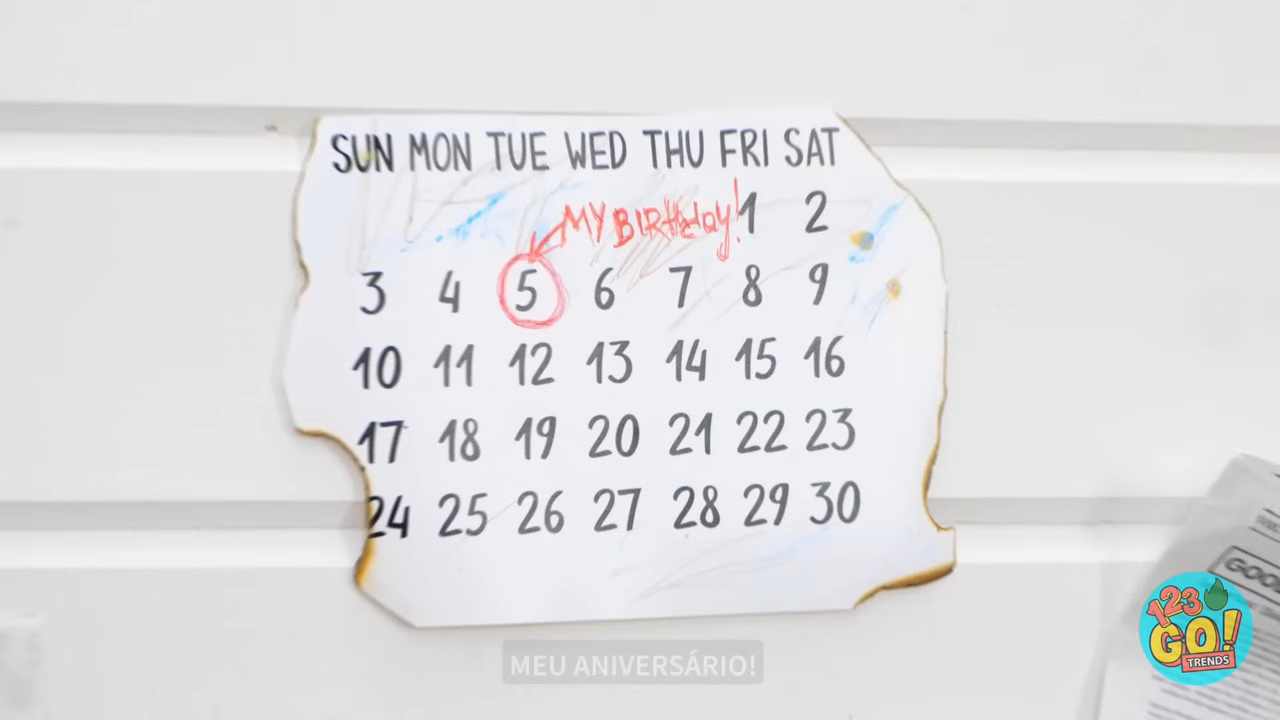 SUN MON TUE WED THU FRI SAT
MY BIRthday!
1 2
3 4 5 6 7 8 9
10 11 12 13 14 15 16
17 18 19 20 21 22 23
24 25 26 27 28 29 30
GOO
MEU ANIVERSÁRIO!
123
GO!
TRENDS